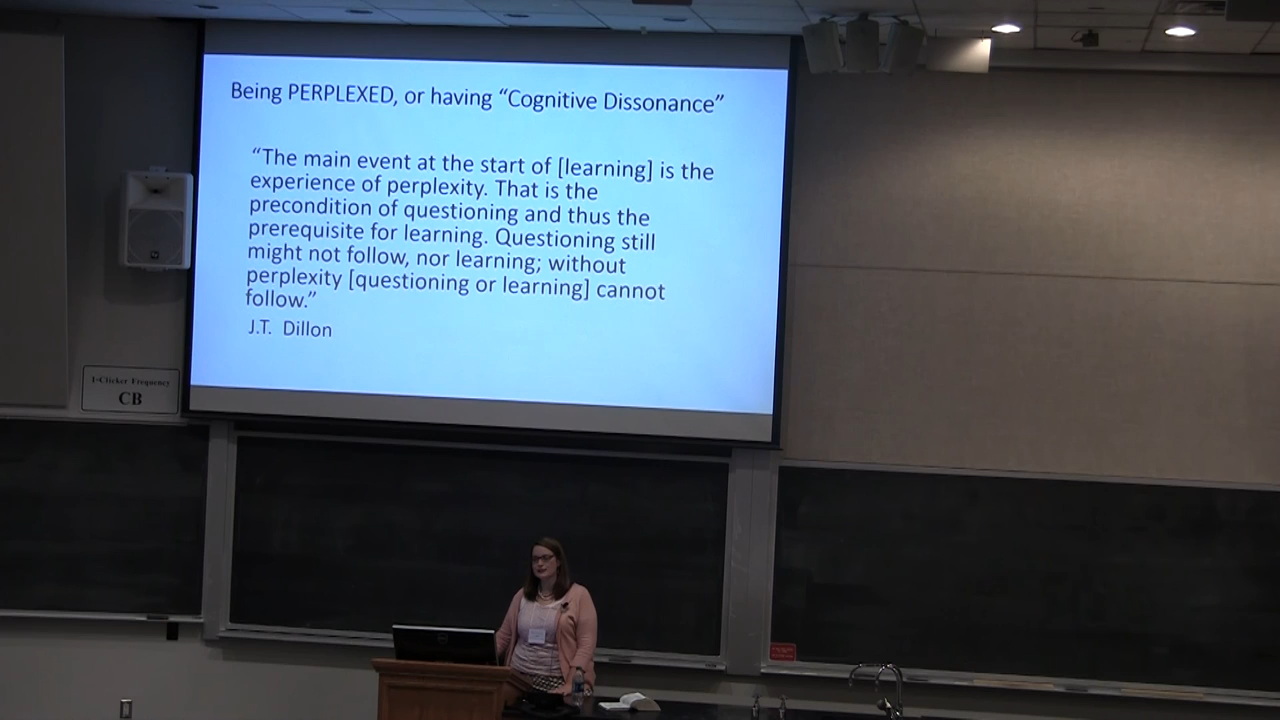 Being PERPLEXED, or having “Cognitive Dissonance”
“The main event at the start of [learning] is the
experience of perplexity. That is the
precondition of questioning and thus the
prerequisite for learning. Questioning still
might not follow, nor learning; without
perplexity [questioning or learning] cannot
follow.”
J.T. Dillon
I-Clicker Frequency
CB